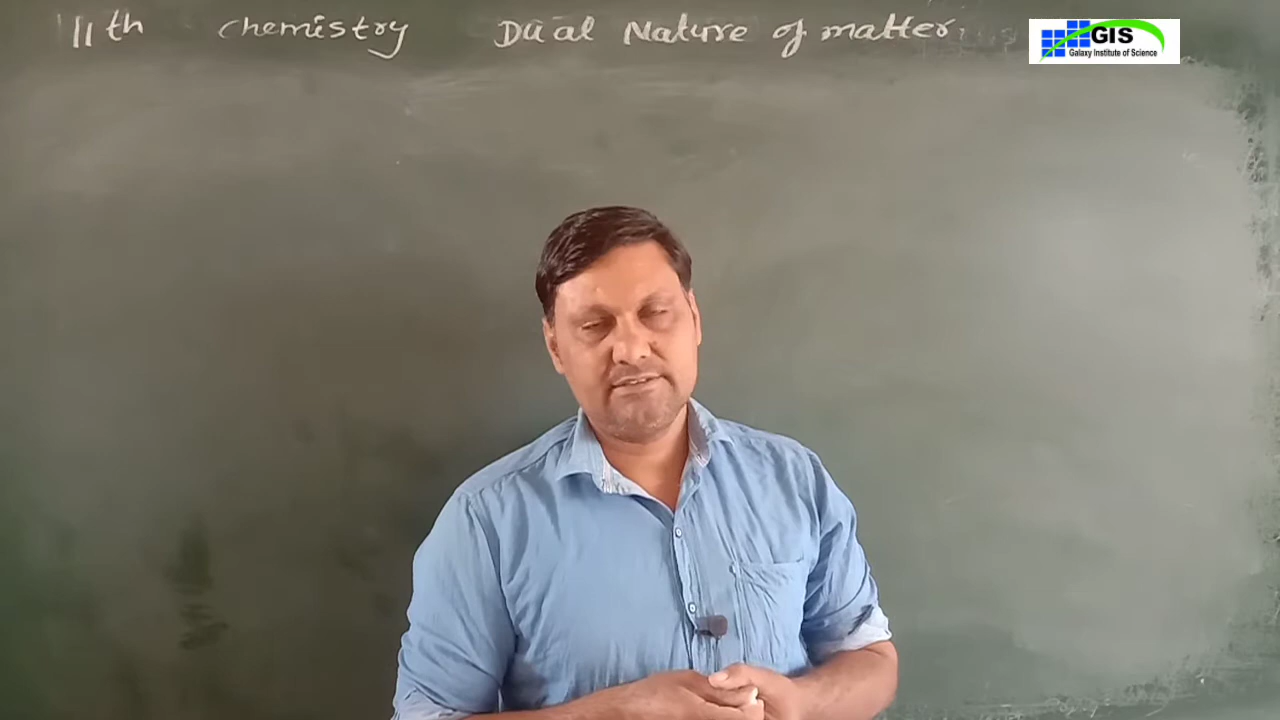 11th chemistry Dual Nature of matter.
GIS
Galaxy Institute of Science